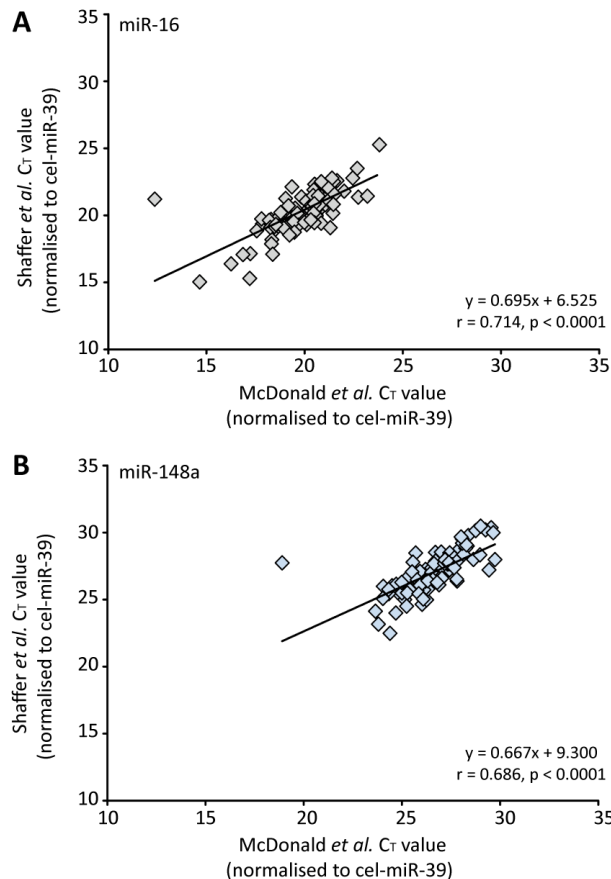 A
miR-16
35
30
25
20
15
10
10 15 20 25 30 35
Shaffer et al. CT value
(normalised to cel-miR-39)
y = 0.695x + 6.525
r = 0.714, p < 0.0001
McDonald et al. CT value
(normalised to cel-miR-39)
B
miR-148a
35
30
25
20
15
10
10 15 20 25 30 35
Shaffer et al. CT value
(normalised to cel-miR-39)
y = 0.667x + 9.300
r = 0.686, p < 0.0001
McDonald et al. CT value
(normalised to cel-miR-39)